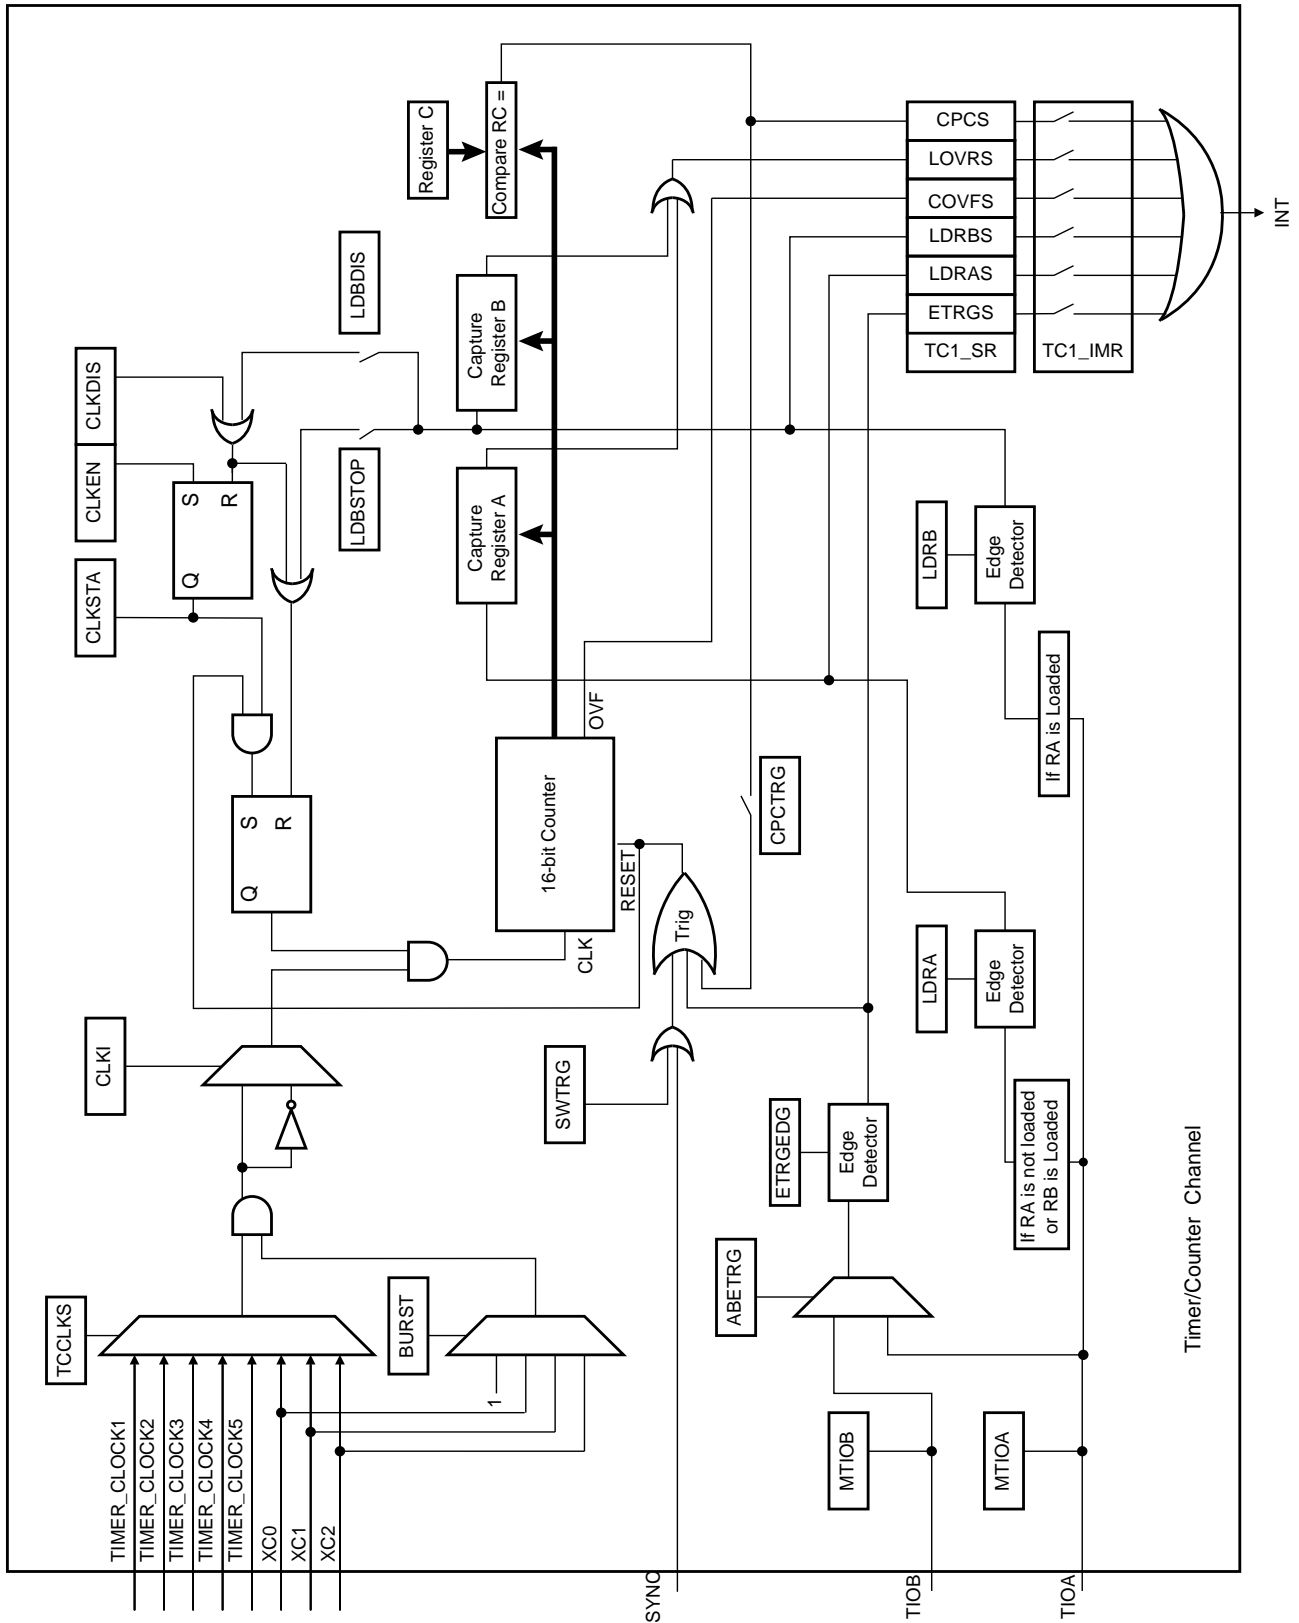 TCCLKS
TIMER_CLOCK1
TIMER_CLOCK2
TIMER_CLOCK3
TIMER_CLOCK4
TIMER_CLOCK5
XC0
XC1
XC2
BURST
1
CLKI
CLKSTA
CLKEN
CLKDIS
Q
S
R
Q
S
R
LDBSTOP
LDBDIS
SYNC
SWTRG
CLK
16-bit Counter
RESET
OVF
Trig
Capture
Register A
Capture
Register B
Register C
Compare RC =
CPCTRG
TIOB
MTIOB
TIOA
MTIOA
ABETRG
ETRGEDG
Edge
Detector
If RA is not loaded
or RB is Loaded
LDRA
Edge
Detector
If RA is Loaded
LDRB
Edge
Detector
CPCS
LOVRS
COVFS
LDRBS
LDRAS
ETRGS
TC1_SR
TC1_IMR
INT
Timer/Counter Channel